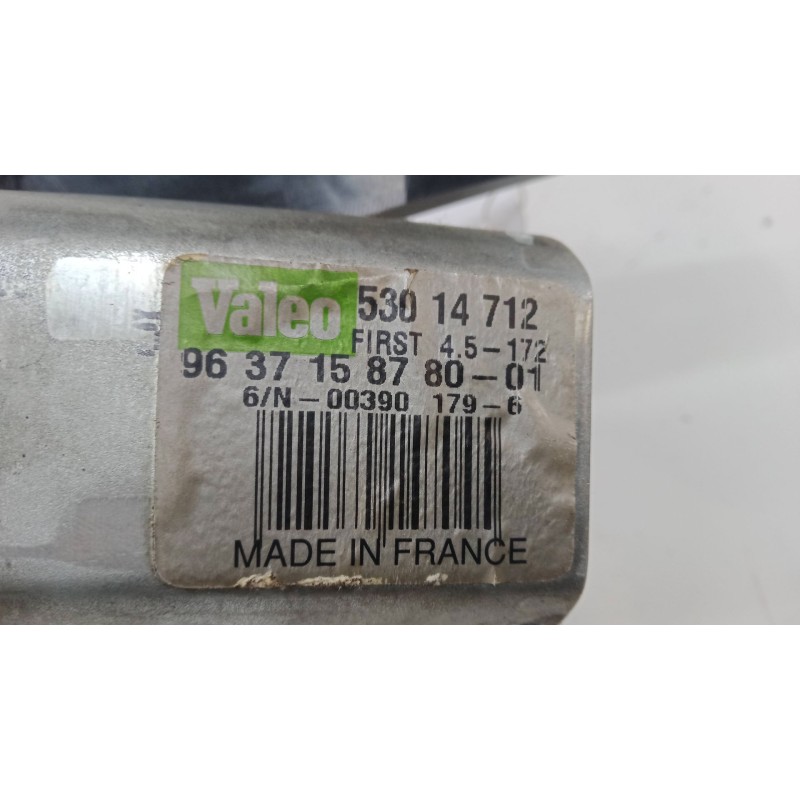 Valeo 530 14 712
FIRST 4.5-172
96 37 15 87 80-01
6/N-00390 179-6
MADE IN FRANCE